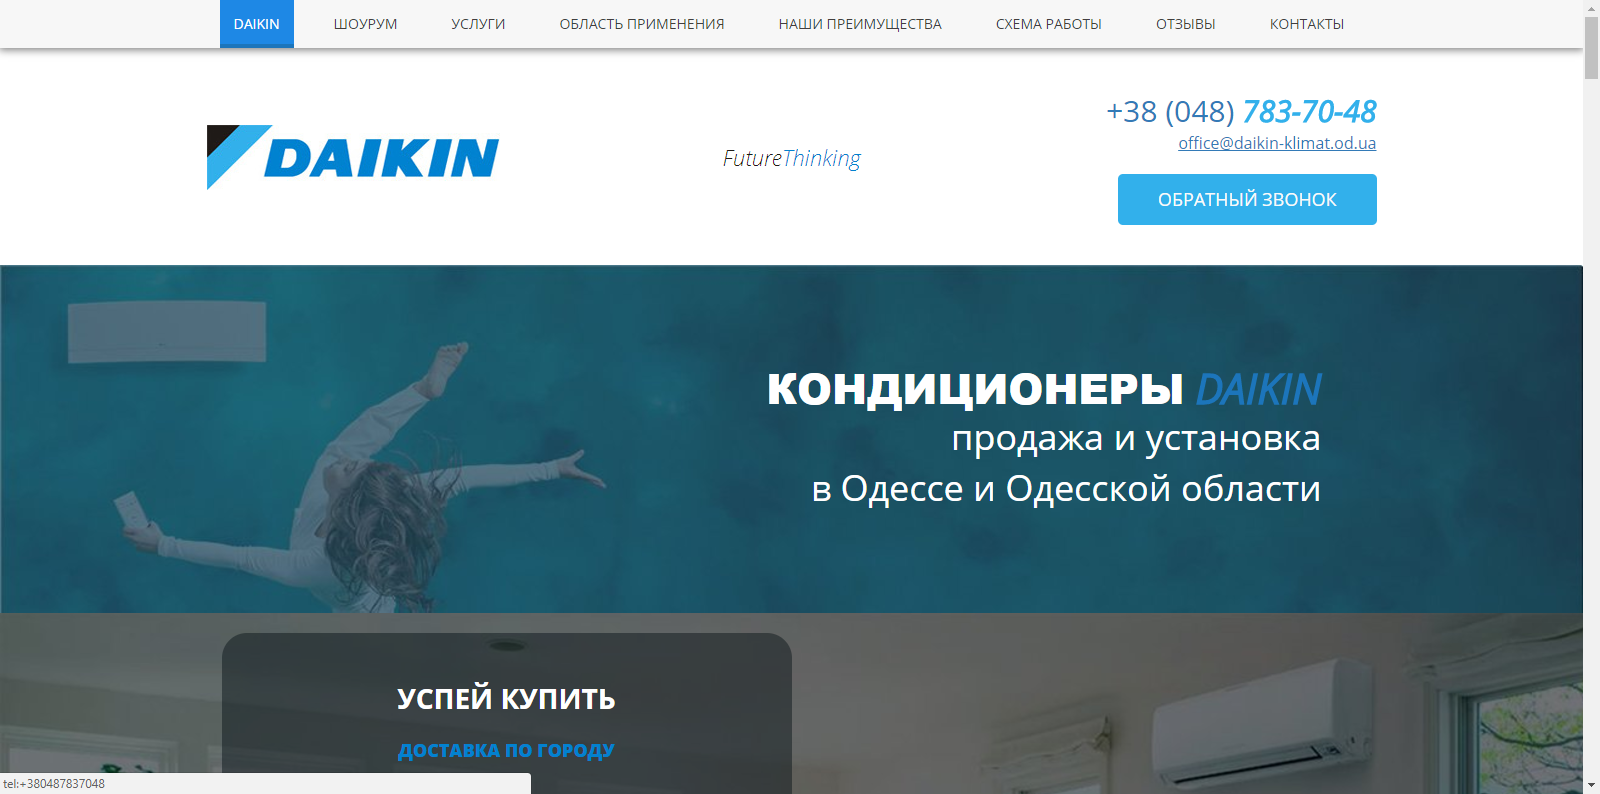 DAIKIN ШОУРУМ УСЛУГИ ОБЛАСТЬ ПРИМЕНЕНИЯ НАШИ ПРЕИМУЩЕСТВА СХЕМА РАБОТЫ ОТЗЫВЫ КОНТАКТЫ
DAIKIN
FutureThinking
+38 (048) 783-70-48
office@daikin-klimat.od.ua
ОБРАТНЫЙ ЗВОНОК
КОНДИЦИОНЕРЫ DAIKIN
продажа и установка
в Одессе и Одесской области
УСПЕЙ КУПИТЬ
ДОСТАВКА ПО ГОРОДУ
tel:+380487837048